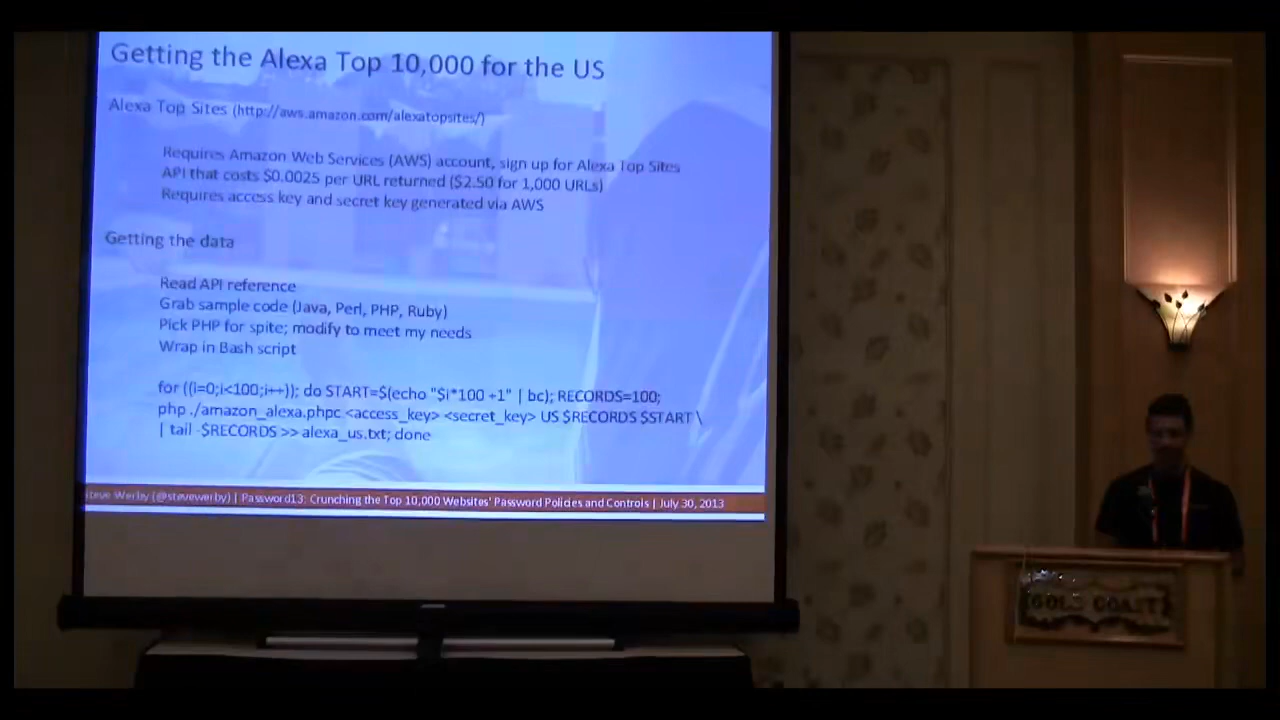 Getting the Alexa Top 10,000 for the US
Alexa Top Sites (http://aws.amazon.com/alexatopsites/)
Requires Amazon Web Services (AWS) account, sign up for Alexa Top Sites
API that costs $0.0025 per URL returned ($2.50 for 1,000 URLs)
Requires access key and secret key generated via AWS
Getting the data
Read API reference
Grab sample code (Java, Perl, PHP, Ruby)
Pick PHP for spite; modify to meet my needs
Wrap in Bash script
for ((i=0;i<100;i++)); do START=$(echo "$i*100 +1" | bc); RECORDS=100;
php ./amazon_alexa.phpc <access_key> <secret_key> US $RECORDS $START \
| tail -$RECORDS >> alexa_us.txt; done
Steve Werby (@stevewerby) | Password13: Crunching the Top 10,000 Websites' Password Policies and Controls | July 30, 2013
GOLD COAST